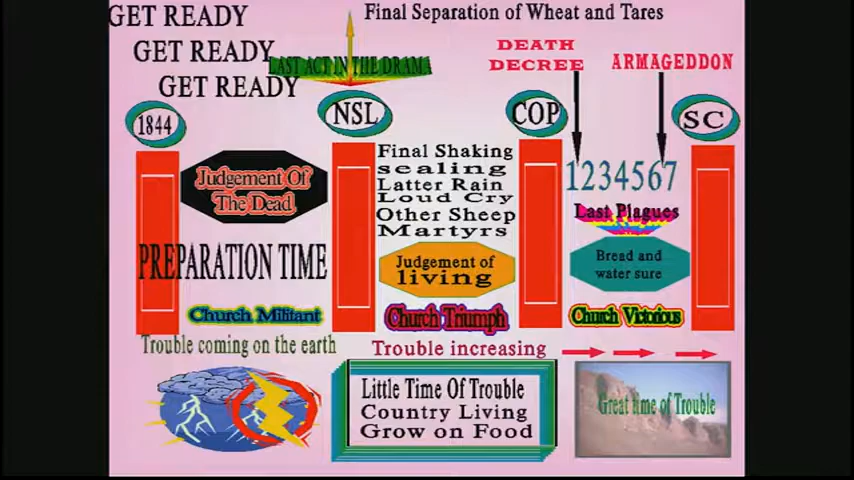 GET READY
GET READY
GET READY
LAST ACT IN THE DRAMA
Final Separation of Wheat and Tares
DEATH
DECREE
ARMAGEDDON
1844
NSL
COP
SC
Judgement Of
The Dead
PREPARATION TIME
Church Militant
Final Shaking
sealing
Latter Rain
Loud Cry
Other Sheep
Martyrs
Judgement of
living
Church Triumph
1234567
Last Plagues
Bread and
water sure
Church Victorious
Trouble coming on the earth
Trouble increasing
Little Time Of Trouble
Country Living
Grow on Food
Great time of Trouble